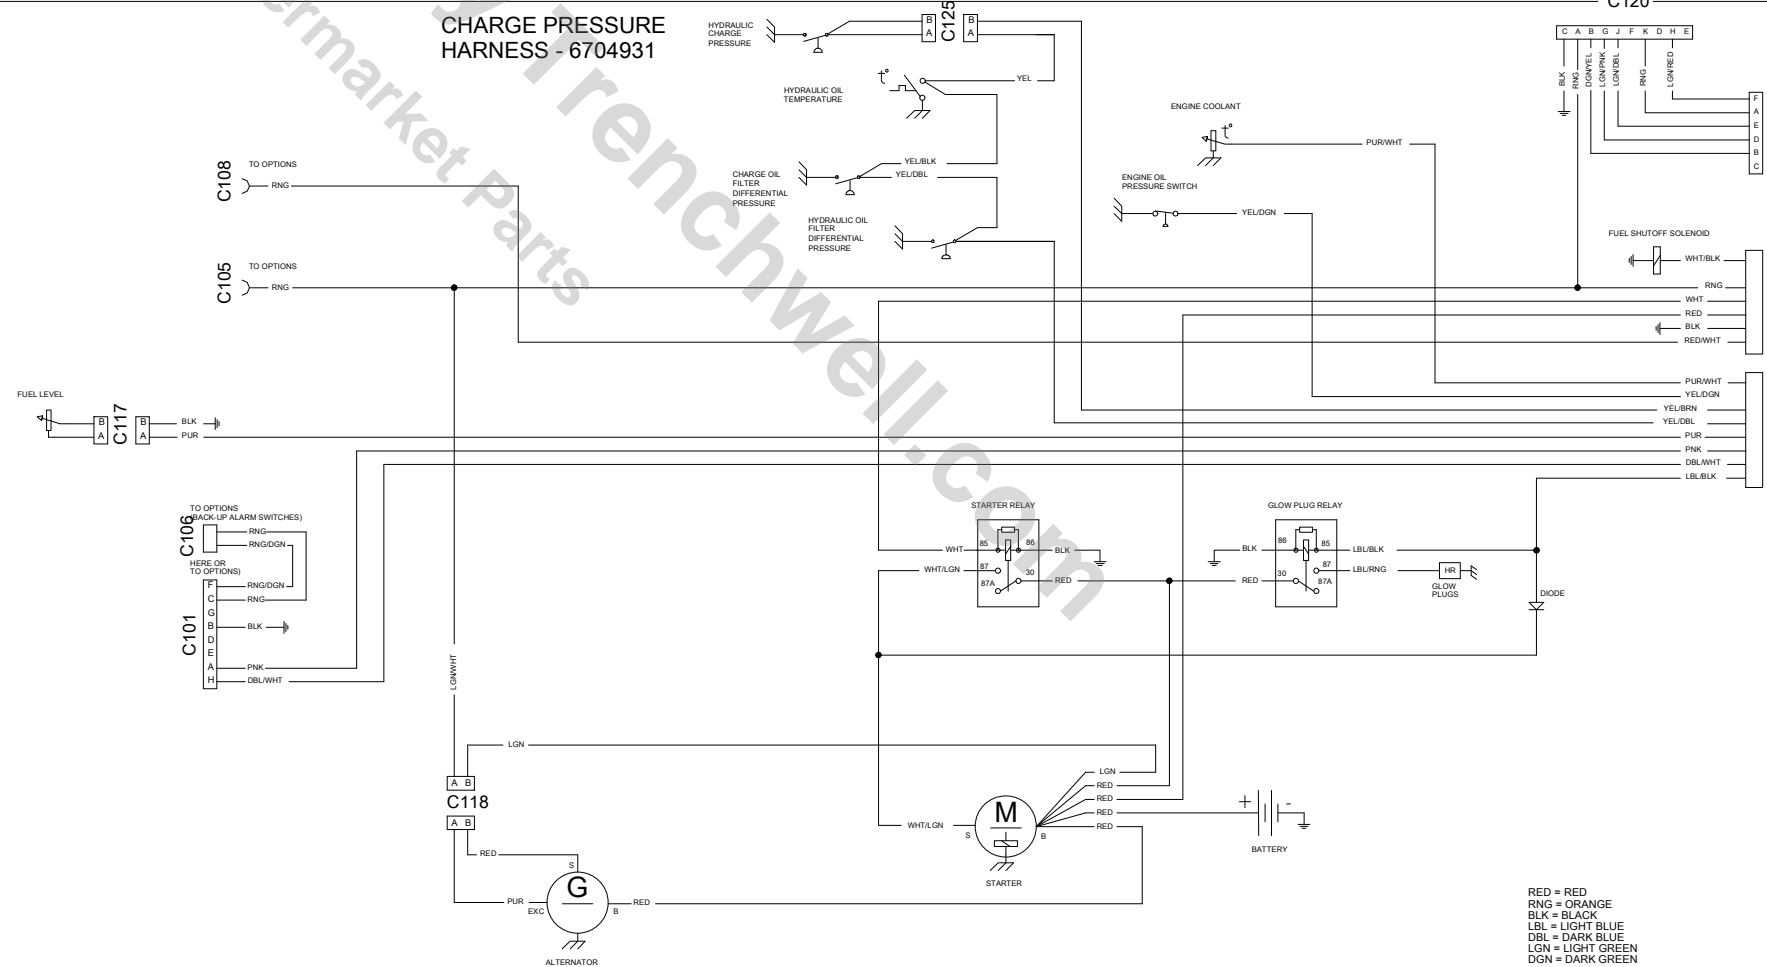 CHARGE PRESSURE
HARNESS - 6704931
HYDRAULIC
CHARGE
PRESSURE
B
A
C125
B
A
C120
C A B G J F K D H E
BLK
RNG
DGN/YEL
LGN/PNK
LGN/DBL
RNG
LGN/RED
F
A
E
D
B
C
t°
YEL
HYDRAULIC OIL
TEMPERATURE
ENGINE COOLANT
t°
PUR/WHT
C108
TO OPTIONS
RNG
YEL/BLK
YEL/DBL
CHARGE OIL
FILTER
DIFFERENTIAL
PRESSURE
ENGINE OIL
PRESSURE SWITCH
YEL/DGN
HYDRAULIC OIL
FILTER
DIFFERENTIAL
PRESSURE
FUEL SHUTOFF SOLENOID
WHT/BLK
C105
TO OPTIONS
RNG
RNG
WHT
RED
BLK
RED/WHT
FUEL LEVEL
B
A
C117
B
A
BLK
PUR
PUR/WHT
YEL/DGN
YEL/BRN
YEL/DBL
PUR
PNK
DBL/WHT
LBL/BLK
C106
TO OPTIONS
(BACK-UP ALARM SWITCHES)
RNG
RNG/DGN
HERE OR
TO OPTIONS)
C101
F
C
G
B
D
E
A
H
RNG/DGN
RNG
BLK
PNK
DBL/WHT
STARTER RELAY
WHT
85
86
BLK
WHT/LGN
87
30
87A
RED
GLOW PLUG RELAY
BLK
86
85
LBL/BLK
87
LBL/RNG
RED
30
87A
HR
GLOW
PLUGS
DIODE
LGN/WHT
LGN
A B
C118
A B
RED
S
G
PUR
EXC
B
RED
ALTERNATOR
WHT/LGN
S
M
B
STARTER
LGN
RED
RED
RED
RED
+
-
BATTERY
RED = RED
RNG = ORANGE
BLK = BLACK
LBL = LIGHT BLUE
DBL = DARK BLUE
LGN = LIGHT GREEN
DGN = DARK GREEN
y Trenchwell.com
ermarket Parts